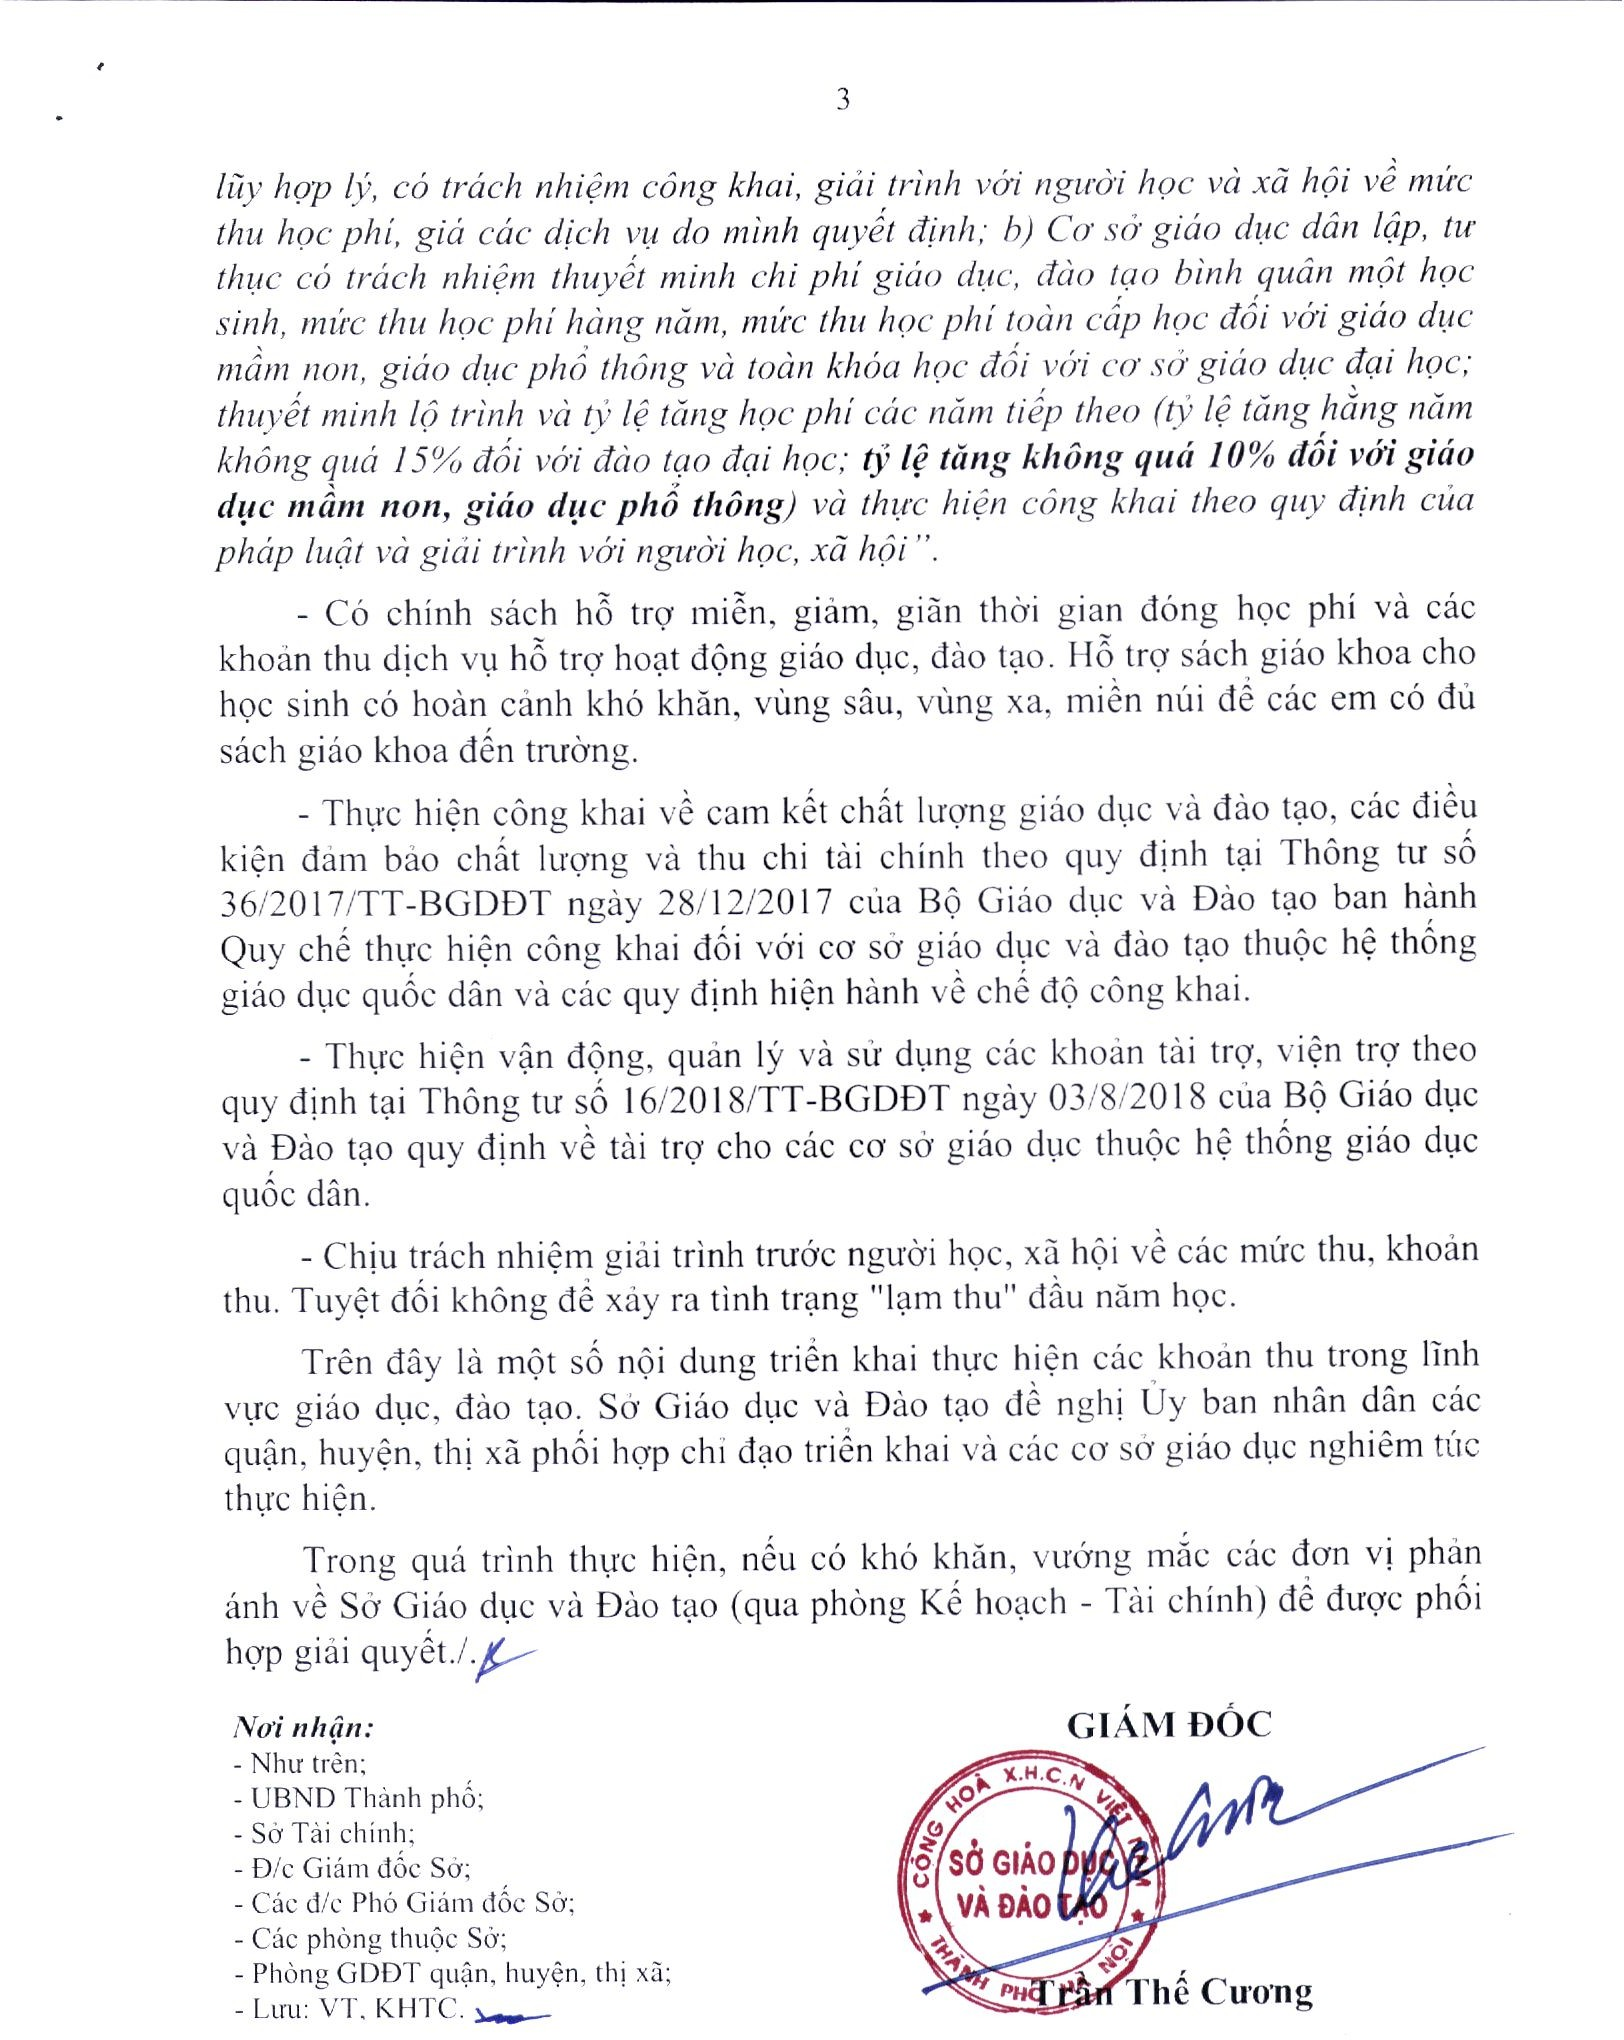 3
lũy hợp lý, có trách nhiệm công khai, giải trình với người học và xã hội về mức
thu học phí, giá các dịch vụ do mình quyết định; b) Cơ sở giáo dục dân lập, tư
thục có trách nhiệm thuyết minh chi phí giáo dục, đào tạo bình quân một học
sinh, mức thu học phí hàng năm, mức thu học phí toàn cấp học đối với giáo dục
mầm non, giáo dục phổ thông và toàn khóa học đối với cơ sở giáo dục đại học;
thuyết minh lộ trình và tỷ lệ tăng học phí các năm tiếp theo (tỷ lệ tăng hằng năm
không quá 15% đối với đào tạo đại học; tỷ lệ tăng không quá 10% đối với giáo
dục mầm non, giáo dục phổ thông) và thực hiện công khai theo quy định của
pháp luật và giải trình với người học, xã hội”.
- Có chính sách hỗ trợ miễn, giảm, giãn thời gian đóng học phí và các
khoản thu dịch vụ hỗ trợ hoạt động giáo dục, đào tạo. Hỗ trợ sách giáo khoa cho
học sinh có hoàn cảnh khó khăn, vùng sâu, vùng xa, miền núi để các em có đủ
sách giáo khoa đến trường.
- Thực hiện công khai về cam kết chất lượng giáo dục và đào tạo, các điều
kiện đảm bảo chất lượng và thu chi tài chính theo quy định tại Thông tư số
36/2017/TT-BGDĐT ngày 28/12/2017 của Bộ Giáo dục và Đào tạo ban hành
Quy chế thực hiện công khai đối với cơ sở giáo dục và đào tạo thuộc hệ thống
giáo dục quốc dân và các quy định hiện hành về chế độ công khai.
- Thực hiện vận động, quản lý và sử dụng các khoản tài trợ, viện trợ theo
quy định tại Thông tư số 16/2018/TT-BGDĐT ngày 03/8/2018 của Bộ Giáo dục
và Đào tạo quy định về tài trợ cho các cơ sở giáo dục thuộc hệ thống giáo dục
quốc dân.
- Chịu trách nhiệm giải trình trước người học, xã hội về các mức thu, khoản
thu. Tuyệt đối không để xảy ra tình trạng "lạm thu" đầu năm học.
Trên đây là một số nội dung triển khai thực hiện các khoản thu trong lĩnh
vực giáo dục, đào tạo. Sở Giáo dục và Đào tạo đề nghị Ủy ban nhân dân các
quận, huyện, thị xã phối hợp chỉ đạo triển khai và các cơ sở giáo dục nghiêm túc
thực hiện.
Trong quá trình thực hiện, nếu có khó khăn, vướng mắc các đơn vị phản
ánh về Sở Giáo dục và Đào tạo (qua phòng Kế hoạch - Tài chính) để được phối
hợp giải quyết./.
Nơi nhận:
- Như trên;
- UBND Thành phố;
- Sở Tài chính;
- Đ/c Giám đốc Sở;
- Các đ/c Phó Giám đốc Sở;
- Các phòng thuộc Sở;
- Phòng GDĐT quận, huyện, thị xã;
- Lưu: VT, KHTC.
GIÁM ĐỐC
CỘNG HOÀ X.H.C.N VIỆT NAM
SỞ GIÁO DỤC
VÀ ĐÀO TẠO
THÀNH PHỐ HÀ NỘI
Trần Thế Cương